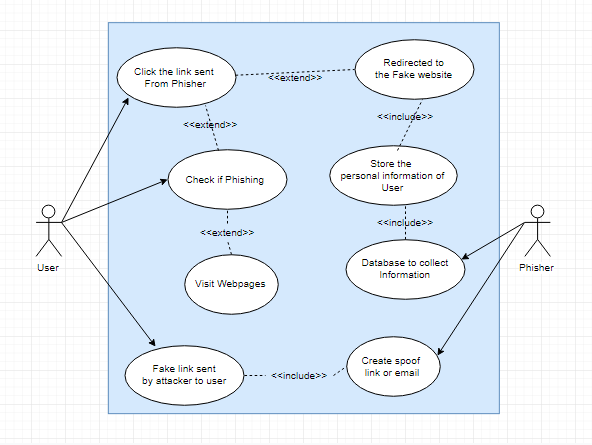 Click the link sent
From Phisher
<<extend>>
Redirected to
the Fake website
<<extend>>
<<include>>
Check if Phishing
Store the
personal information of
User
<<extend>>
<<include>>
User
Phisher
Visit Webpages
Database to collect
Information
Fake link sent
by attacker to user
<<include>>
Create spoof
link or email